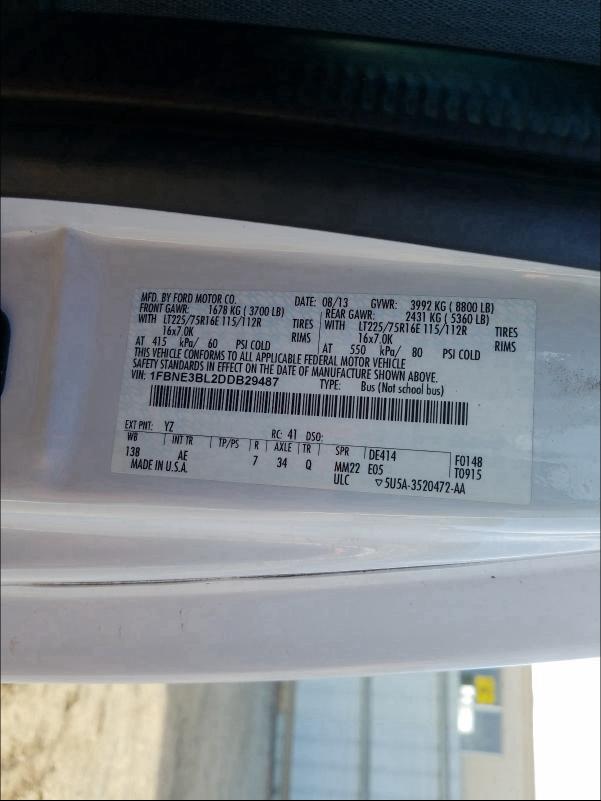 MFD. BY FORD MOTOR CO. DATE: 08/13 GVWR: 3992 KG ( 8800 LB)
FRONT GAWR: 1678 KG ( 3700 LB) REAR GAWR: 2431 KG ( 5360 LB)
WITH LT225/75R16E 115/112R TIRES WITH LT225/75R16E 115/112R TIRES
16x7.0K RIMS 16x7.0K RIMS
AT 415 kPa/ 60 PSI COLD AT 550 kPa/ 80 PSI COLD
THIS VEHICLE CONFORMS TO ALL APPLICABLE FEDERAL MOTOR VEHICLE
SAFETY STANDARDS IN EFFECT ON THE DATE OF MANUFACTURE SHOWN ABOVE.
VIN: 1FBNE3BL2DDB29487 TYPE: Bus (Not school bus)
EXT PNT: YZ RC: 41 DSO:
WB INT TR TP/PS R AXLE TR SPR DE414 F0148
138 AE 7 34 Q MM22 E05 T0915
MADE IN U.S.A. ULC ▽5U5A-3520472-AA